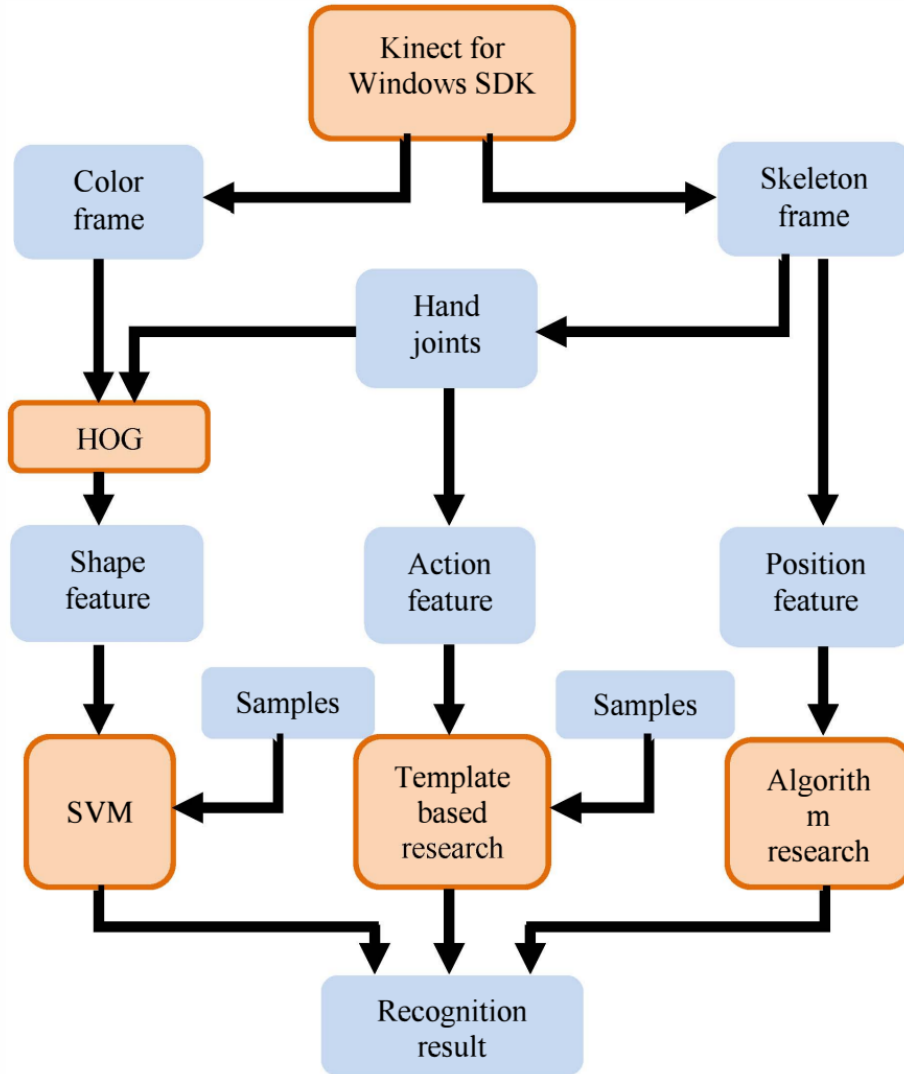 Kinect for
Windows SDK
Color
frame
Skeleton
frame
Hand
joints
HOG
Shape
feature
Action
feature
Position
feature
Samples
Samples
SVM
Template
based
research
Algorith
m
research
Recognition
result